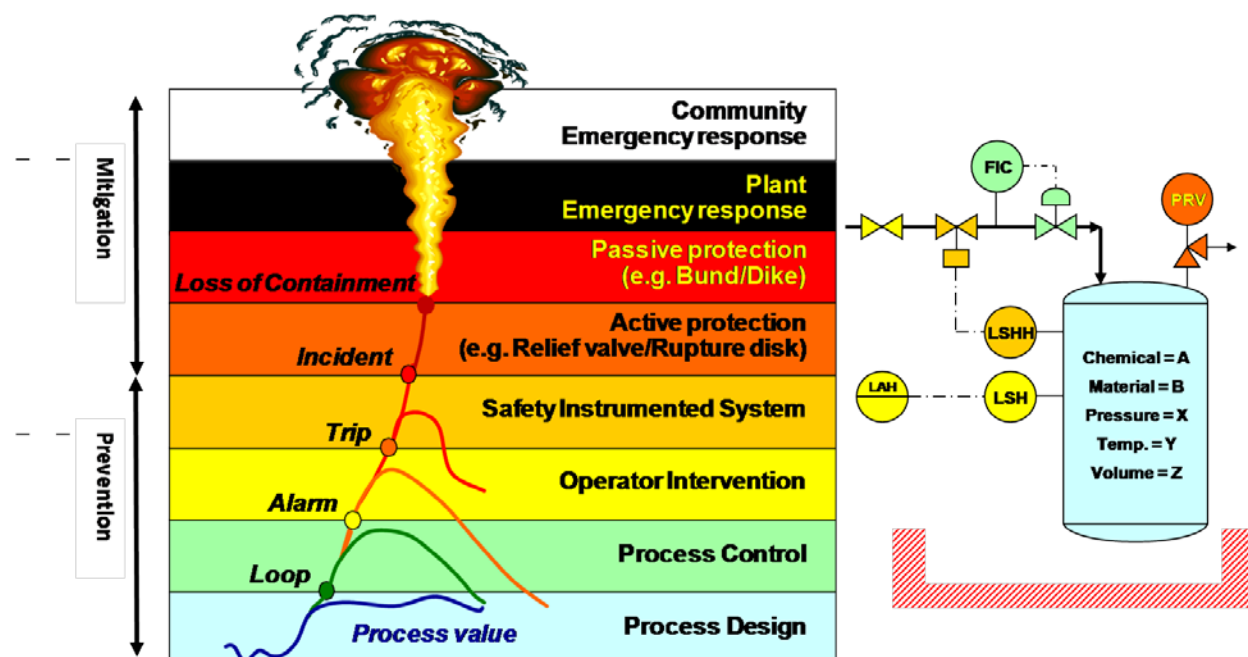 Mitigation
Prevention
Community
Emergency response
Plant
Emergency response
Passive protection
(e.g. Bund/Dike)
Loss of Containment
Active protection
(e.g. Relief valve/Rupture disk)
Incident
Safety Instrumented System
Trip
Operator Intervention
Alarm
Process Control
Loop
Process value
Process Design
FIC
PRV
LSHH
LAH
LSH
Chemical = A
Material = B
Pressure = X
Temp. = Y
Volume = Z